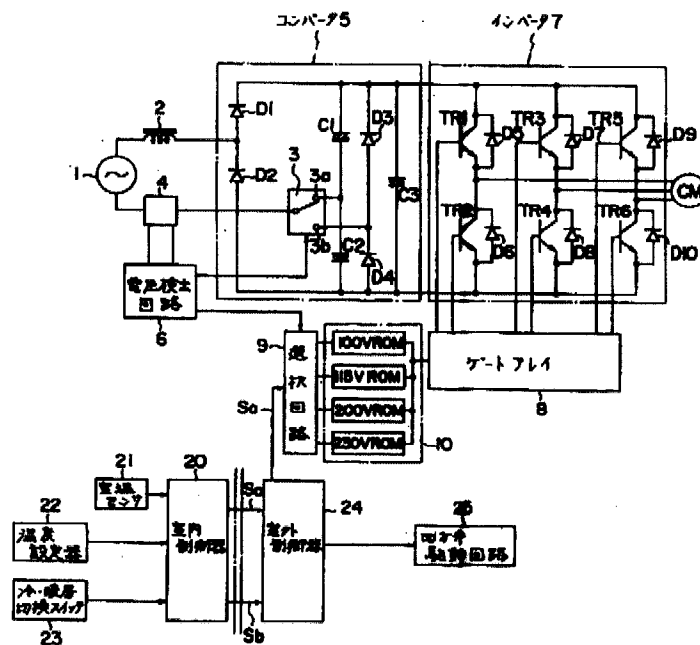 コンバータ5
インバータ7
2
D1
C1
D3
TR1
D5
TR3
D7
TR5
D9
1
4
D2
3
3a
3b
C2
D4
C3
TR2
D6
TR4
D8
TR6
D10
CM
電圧検出
回路
6
9
選択回路
100VROM
115VROM
200VROM
230VROM
10
ゲートアレイ
8
Sa
21
室温センサ
20
室内
制御部
Sa
24
室外
制御部
22
温度
設定器
25
四方弁
駆動回路
冷・暖房
切換スイッチ
23
Sb